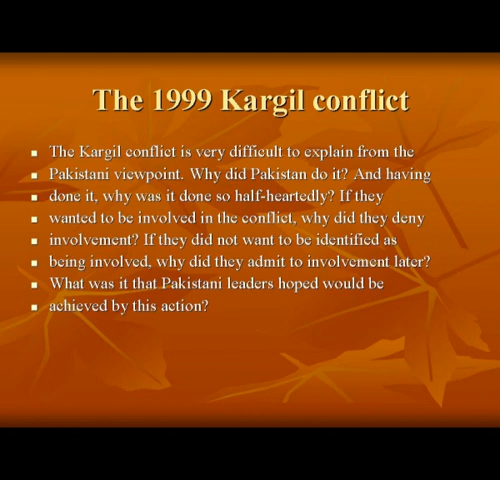 The 1999 Kargil conflict
The Kargil conflict is very difficult to explain from the
Pakistani viewpoint. Why did Pakistan do it? And having
done it, why was it done so half-heartedly? If they
wanted to be involved in the conflict, why did they deny
involvement? If they did not want to be identified as
being involved, why did they admit to involvement later?
What was it that Pakistani leaders hoped would be
achieved by this action?